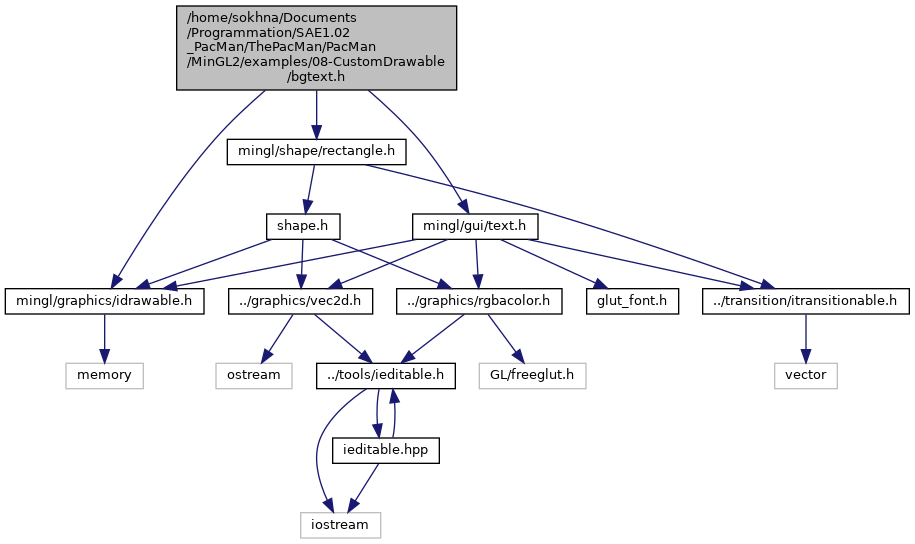 /home/sokhna/Documents
/Programmation/SAE1.02
_PacMan/ThePacMan/PacMan
/MinGL2/examples/08-CustomDrawable
/bgtext.h
mingl/shape/rectangle.h
shape.h
mingl/gui/text.h
mingl/graphics/idrawable.h
../graphics/vec2d.h
../graphics/rgbacolor.h
glut_font.h
../transition/itransitionable.h
memory
ostream
../tools/ieditable.h
GL/freeglut.h
vector
ieditable.hpp
iostream